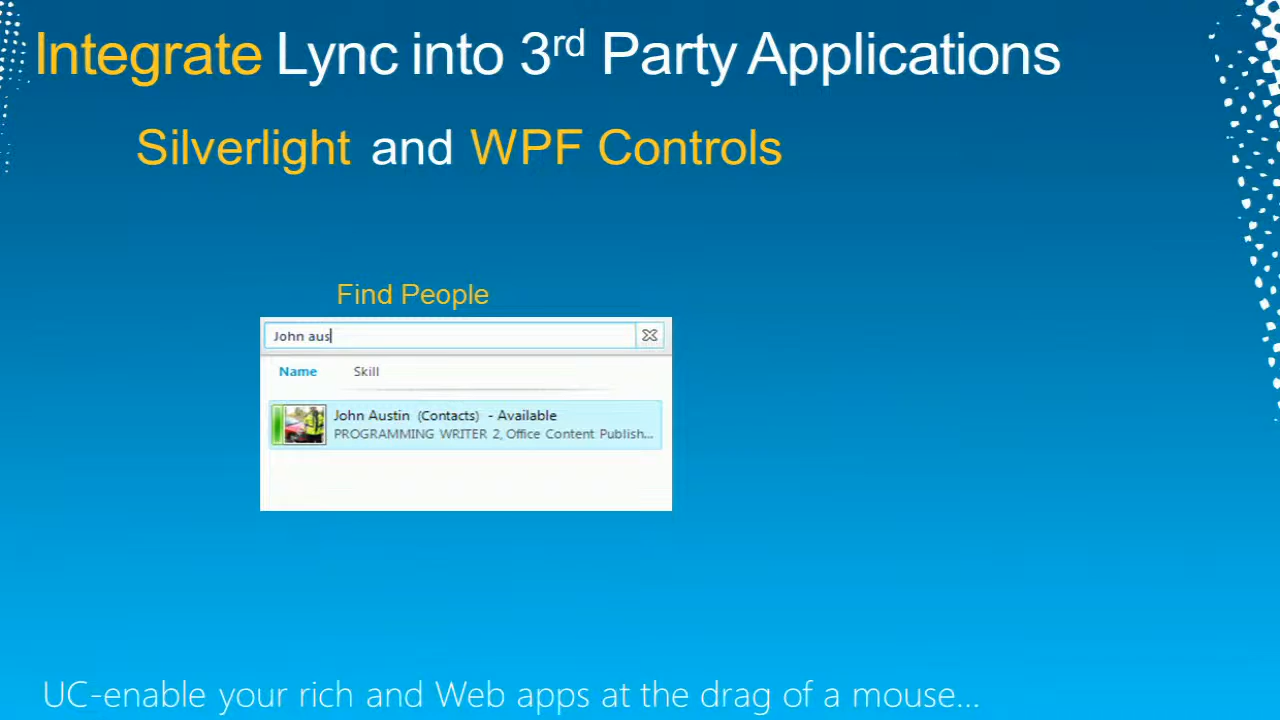 Integrate Lync into 3rd Party Applications
Silverlight and WPF Controls
Find People
John aus
Name Skill
John Austin (Contacts) - Available
PROGRAMMING WRITER 2, Office Content Publish...
UC-enable your rich and Web apps at the drag of a mouse...